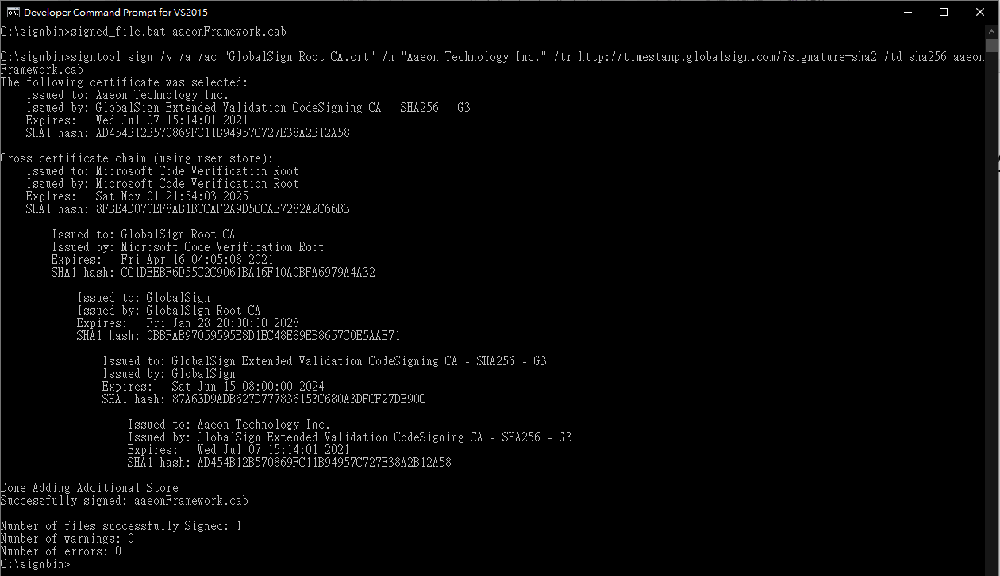 Developer Command Prompt for VS2015
C:\signbin>signed_file.bat aaeonFramework.cab
C:\signbin>signtool sign /v /a /ac "GlobalSign Root CA.crt" /n "Aaeon Technology Inc." /tr http://timestamp.globalsign.com/?signature=sha2 /td sha256 aaeon
Framework.cab
The following certificate was selected:
Issued to: Aaeon Technology Inc.
Issued by: GlobalSign Extended Validation CodeSigning CA - SHA256 - G3
Expires: Wed Jul 07 15:14:01 2021
SHA1 hash: AD454B12B570869FC11B94957C727E38A2B12A58
Cross certificate chain (using user store):
Issued to: Microsoft Code Verification Root
Issued by: Microsoft Code Verification Root
Expires: Sat Nov 01 21:54:03 2025
SHA1 hash: 8FBE4D070EF8AB1BCCAF2A9D5CCAE7282A2C66B3
Issued to: GlobalSign Root CA
Issued by: Microsoft Code Verification Root
Expires: Fri Apr 16 04:05:08 2021
SHA1 hash: CC1DEEBF6D55C2C9061BA16F10A0BFA6979A4A32
Issued to: GlobalSign
Issued by: GlobalSign Root CA
Expires: Fri Jan 28 20:00:00 2028
SHA1 hash: 0BBFAB97059595E8D1EC48E89EB8657C0E5AAE71
Issued to: GlobalSign Extended Validation CodeSigning CA - SHA256 - G3
Issued by: GlobalSign
Expires: Sat Jun 15 08:00:00 2024
SHA1 hash: 87A63D9ADB627D777836153C680A3DFCF27DE90C
Issued to: Aaeon Technology Inc.
Issued by: GlobalSign Extended Validation CodeSigning CA - SHA256 - G3
Expires: Wed Jul 07 15:14:01 2021
SHA1 hash: AD454B12B570869FC11B94957C727E38A2B12A58
Done Adding Additional Store
Successfully signed: aaeonFramework.cab
Number of files successfully Signed: 1
Number of warnings: 0
Number of errors: 0
C:\signbin>